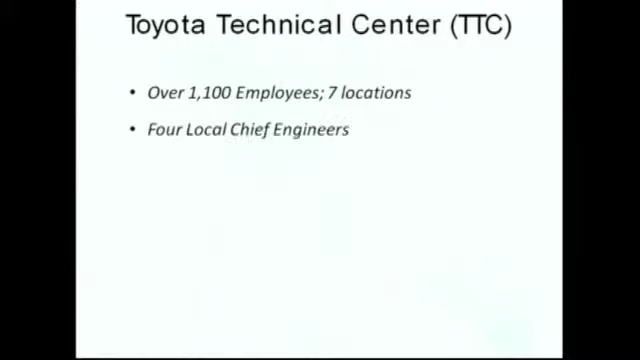 Toyota Technical Center (TTC)
• Over 1,100 Employees; 7 locations
• Four Local Chief Engineers